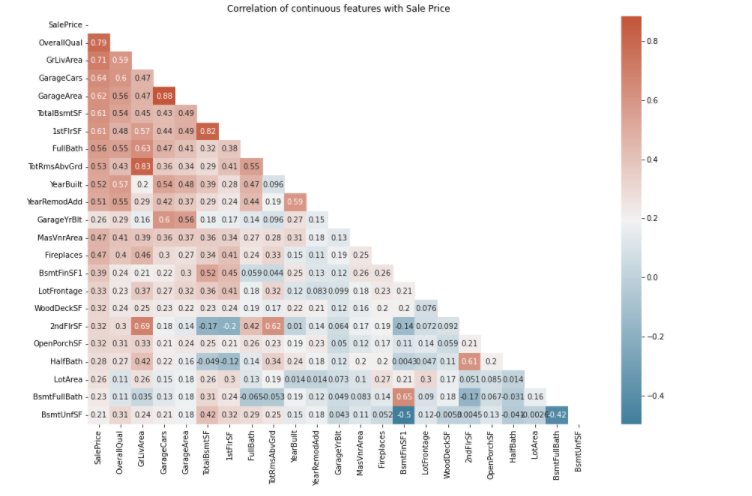 Correlation of continuous features with Sale Price
SalePrice
OverallQual 0.79
GrLivArea 0.71 0.59
GarageCars 0.64 0.6 0.47
GarageArea 0.62 0.56 0.47 0.88
TotalBsmtSF 0.61 0.54 0.45 0.43 0.49
1stFlrSF 0.61 0.48 0.57 0.44 0.49 0.82
FullBath 0.56 0.55 0.63 0.47 0.41 0.32 0.38
TotRmsAbvGrd 0.53 0.43 0.83 0.36 0.34 0.29 0.41 0.55
YearBuilt 0.52 0.57 0.2 0.54 0.48 0.39 0.28 0.47 0.096
YearRemodAdd 0.51 0.55 0.29 0.42 0.37 0.29 0.24 0.44 0.19 0.59
GarageYrBlt 0.26 0.29 0.16 0.6 0.56 0.18 0.17 0.14 0.096 0.27 0.15
MasVnrArea 0.47 0.41 0.39 0.36 0.37 0.36 0.34 0.27 0.28 0.31 0.18 0.13
Fireplaces 0.47 0.4 0.46 0.3 0.27 0.34 0.41 0.24 0.33 0.15 0.11 0.19 0.25
BsmtFinSF1 0.39 0.24 0.21 0.22 0.3 0.52 0.45 0.059 0.044 0.25 0.13 0.12 0.26 0.26
LotFrontage 0.33 0.23 0.37 0.27 0.32 0.36 0.41 0.18 0.32 0.12 0.083 0.099 0.18 0.23 0.21
WoodDeckSF 0.32 0.24 0.25 0.23 0.22 0.23 0.24 0.19 0.17 0.22 0.21 0.12 0.16 0.2 0.2 0.076
2ndFlrSF 0.32 0.3 0.69 0.18 0.14 -0.17 -0.2 0.42 0.62 0.01 0.14 0.064 0.17 0.19 -0.14 0.072 0.092
OpenPorchSF 0.32 0.31 0.33 0.21 0.24 0.25 0.21 0.26 0.23 0.19 0.23 0.05 0.12 0.17 0.11 0.14 0.059 0.21
HalfBath 0.28 0.27 0.42 0.22 0.16 -0.049 -0.12 0.14 0.34 0.24 0.18 0.12 0.2 0.2 0.0043 0.047 0.11 0.61 0.2
LotArea 0.26 0.11 0.26 0.15 0.18 0.26 0.3 0.13 0.19 0.014 0.014 0.073 0.1 0.27 0.21 0.3 0.17 0.051 0.085 0.014
BsmtFullBath 0.23 0.11 0.035 0.13 0.18 0.31 0.24 -0.065 -0.053 0.19 0.12 0.049 0.083 0.14 0.65 0.09 0.18 -0.17 0.067 -0.031 0.16
BsmtUnfSF 0.21 0.31 0.24 0.21 0.18 0.42 0.32 0.29 0.25 0.15 0.18 0.043 0.11 0.052 -0.5 0.12 -0.0058 0.0045 0.13 -0.041 -0.42
SalePrice
OverallQual
GrLivArea
GarageCars
GarageArea
TotalBsmtSF
1stFlrSF
FullBath
TotRmsAbvGrd
YearBuilt
YearRemodAdd
GarageYrBlt
MasVnrArea
Fireplaces
BsmtFinSF1
LotFrontage
WoodDeckSF
2ndFlrSF
OpenPorchSF
HalfBath
LotArea
BsmtFullBath
BsmtUnfSF
0.8
0.6
0.4
0.2
0.0
−0.2
−0.4